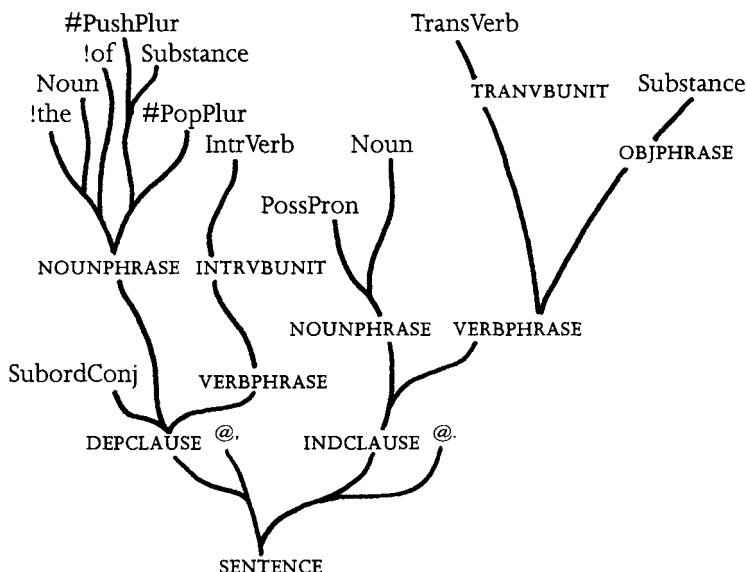 #PushPlur TransVerb
!of Substance
Noun TRANVBUNIT Substance
!the #PopPlur
IntrVerb Noun OBJPHRASE
PossPron
NOUNPHRASE INTRVBUNIT
NOUNPHRASE VERBPHRASE
SubordConj VERBPHRASE
DEPCLAUSE @, INDCLAUSE @.
SENTENCE